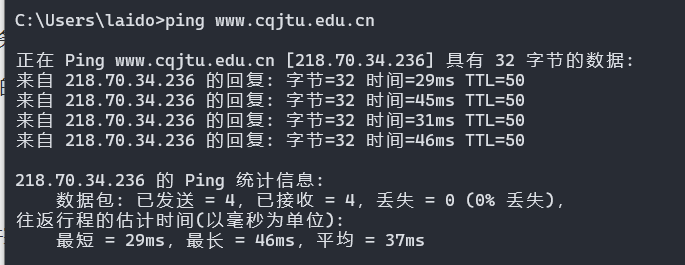 C:\Users\laido>ping www.cqjtu.edu.cn
正在 Ping www.cqjtu.edu.cn [218.70.34.236] 具有 32 字节的数据:
来自 218.70.34.236 的回复: 字节=32 时间=29ms TTL=50
来自 218.70.34.236 的回复: 字节=32 时间=45ms TTL=50
来自 218.70.34.236 的回复: 字节=32 时间=31ms TTL=50
来自 218.70.34.236 的回复: 字节=32 时间=46ms TTL=50
218.70.34.236 的 Ping 统计信息:
数据包: 已发送 = 4, 已接收 = 4, 丢失 = 0 (0% 丢失),
往返行程的估计时间(以毫秒为单位):
最短 = 29ms, 最长 = 46ms, 平均 = 37ms